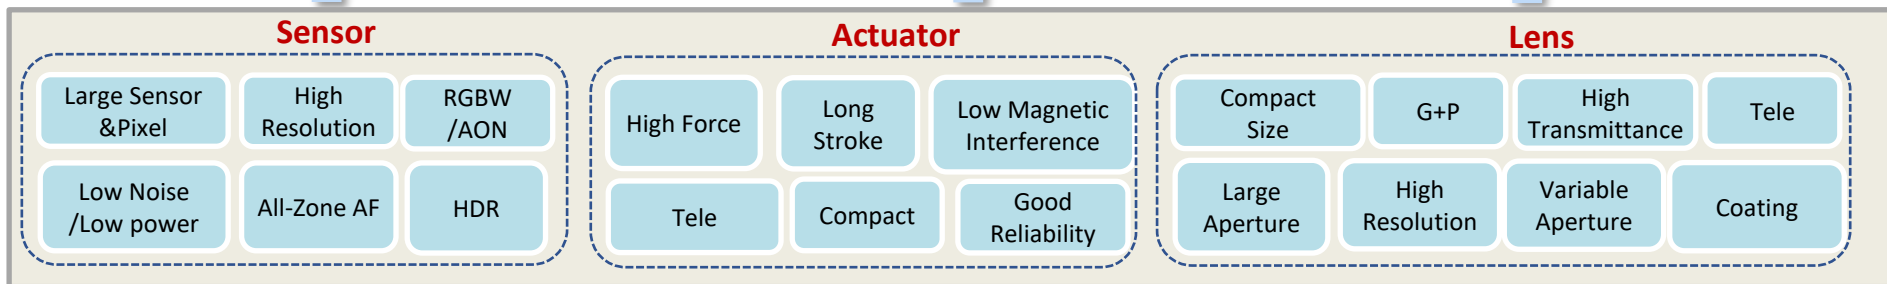 Sensor
Large Sensor
&Pixel
High
Resolution
RGBW
/AON
Low Noise
/Low power
All-Zone AF
HDR
Actuator
High Force
Long
Stroke
Low Magnetic
Interference
Tele
Compact
Good
Reliability
Lens
Compact
Size
G+P
High
Transmittance
Tele
Large
Aperture
High
Resolution
Variable
Aperture
Coating